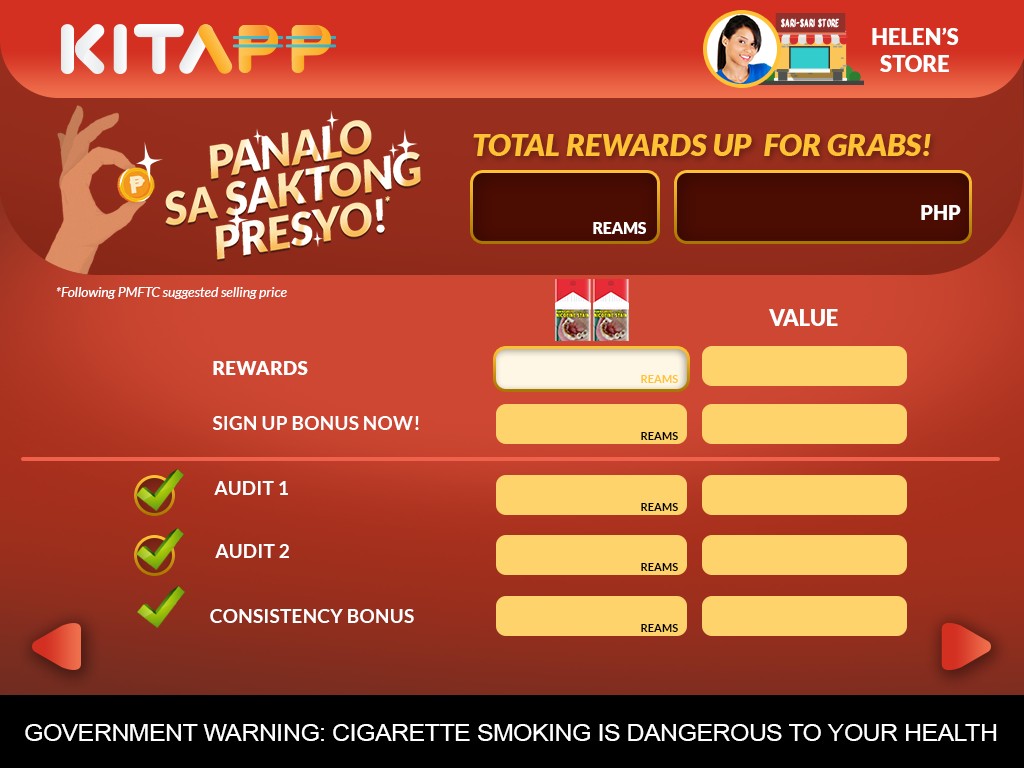 KITAPP
SARI-SARI STORE
HELEN'S
STORE
PANALO
SA SAKTONG
PRESYO!*
TOTAL REWARDS UP FOR GRABS!
REAMS
PHP
*Following PMFTC suggested selling price
VALUE
REWARDS
REAMS
SIGN UP BONUS NOW!
REAMS
AUDIT 1
REAMS
AUDIT 2
REAMS
CONSISTENCY BONUS
REAMS
GOVERNMENT WARNING: CIGARETTE SMOKING IS DANGEROUS TO YOUR HEALTH